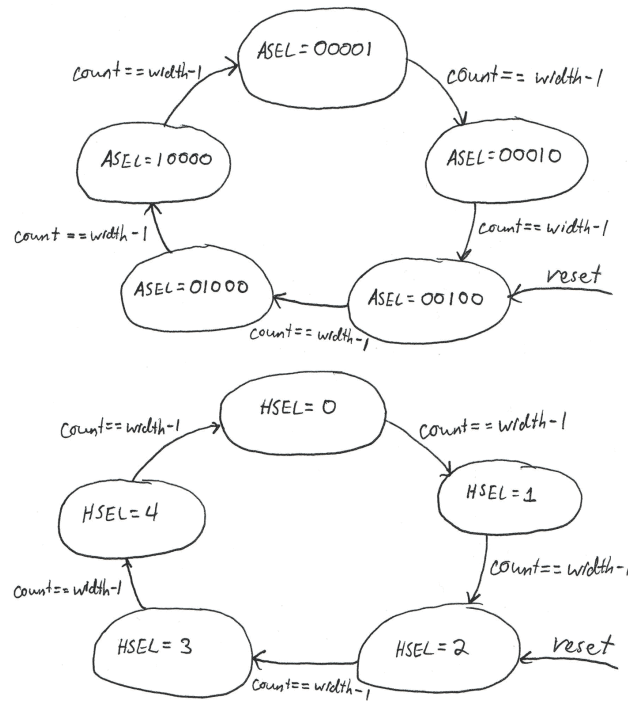 ASEL=00001
count==width-1
count== width-1
ASEL=10000
ASEL=00010
count==width-1
count== width-1
ASEL=01000
ASEL=00100
reset
count==width-1
HSEL=0
count==width-1
count==width-1
HSEL=4
HSEL=1
count==width-1
count==width-1
HSEL=3
HSEL=2
reset
count==width-1